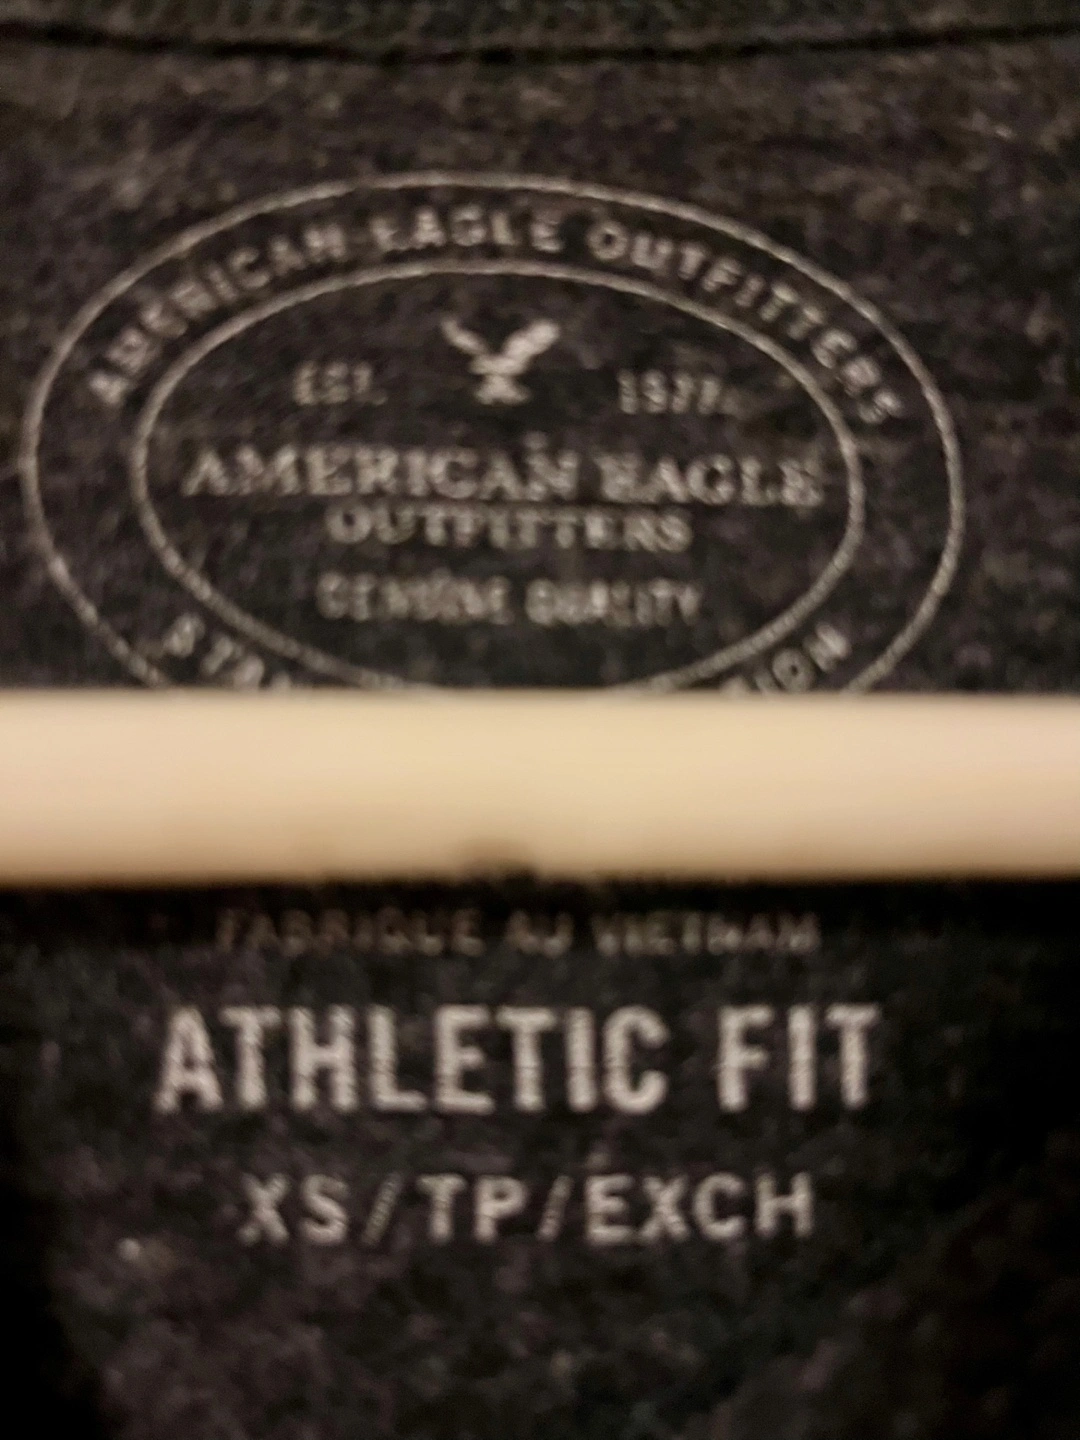 AMERICAN EAGLE OUTFITTERS
EST. 1977
AMERICAN EAGLE
OUTFITTERS
GENUINE QUALITY
FABRIQUE AU VIETNAM
ATHLETIC FIT
XS/TP/EXCH